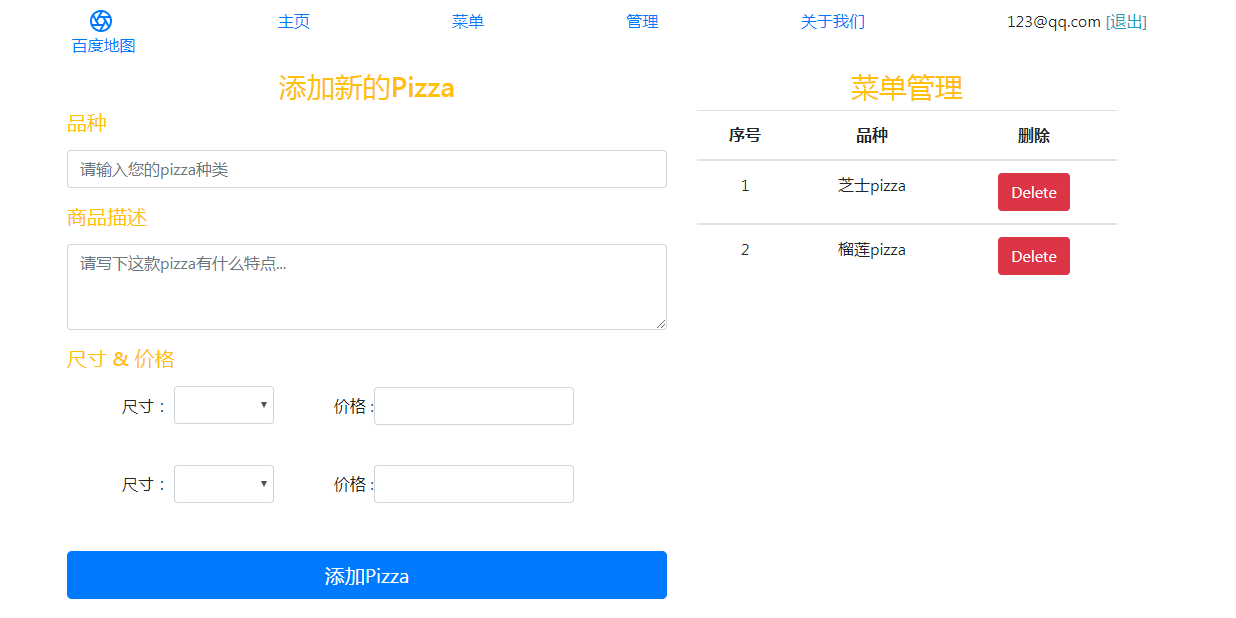 百度地图
主页
菜单
管理
关于我们
123@qq.com [退出]
添加新的Pizza
品种
请输入您的pizza种类
商品描述
请写下这款pizza有什么特点...
尺寸 & 价格
尺寸：
价格 :
尺寸：
价格 :
添加Pizza
菜单管理
序号 品种 删除
1 芝士pizza Delete
2 榴莲pizza Delete